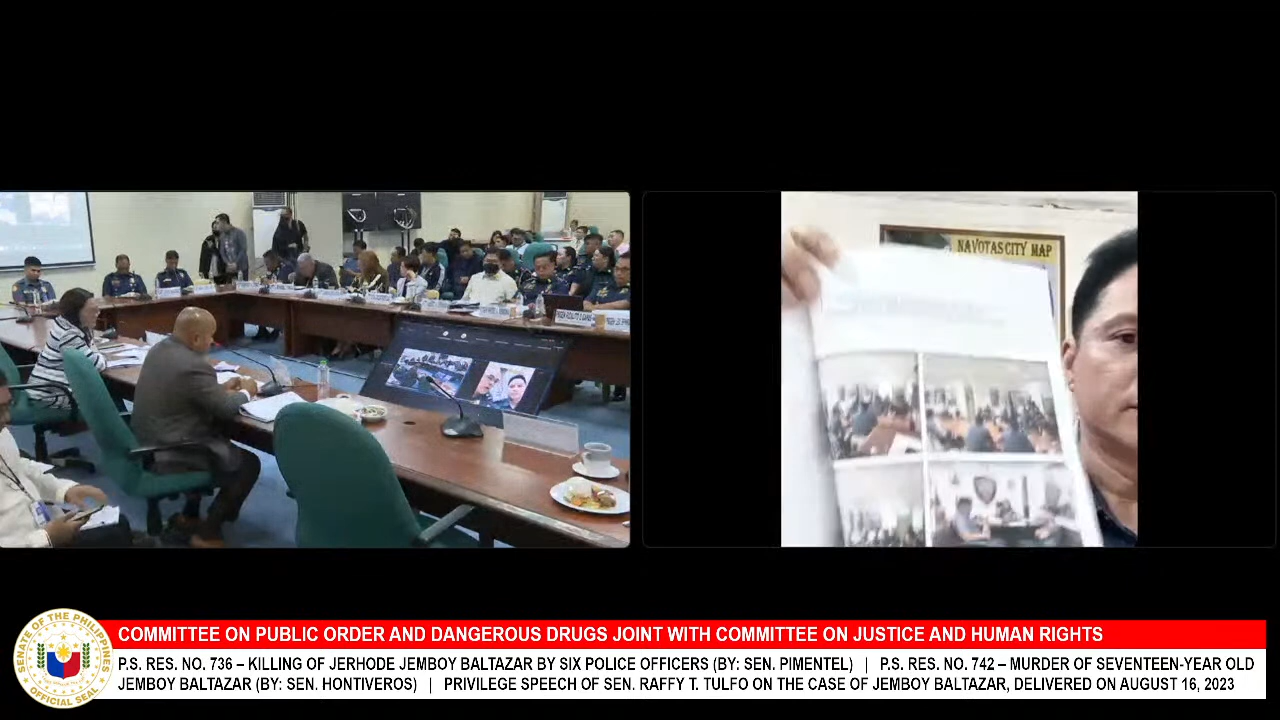 NAVOTAS CITY MAP
SENATE OF THE PHILIPPINES
OFFICIAL SEAL
COMMITTEE ON PUBLIC ORDER AND DANGEROUS DRUGS JOINT WITH COMMITTEE ON JUSTICE AND HUMAN RIGHTS
P.S. RES. NO. 736 – KILLING OF JERHODE JEMBOY BALTAZAR BY SIX POLICE OFFICERS (BY: SEN. PIMENTEL) | P.S. RES. NO. 742 – MURDER OF SEVENTEEN-YEAR OLD
JEMBOY BALTAZAR (BY: SEN. HONTIVEROS) | PRIVILEGE SPEECH OF SEN. RAFFY T. TULFO ON THE CASE OF JEMBOY BALTAZAR, DELIVERED ON AUGUST 16, 2023